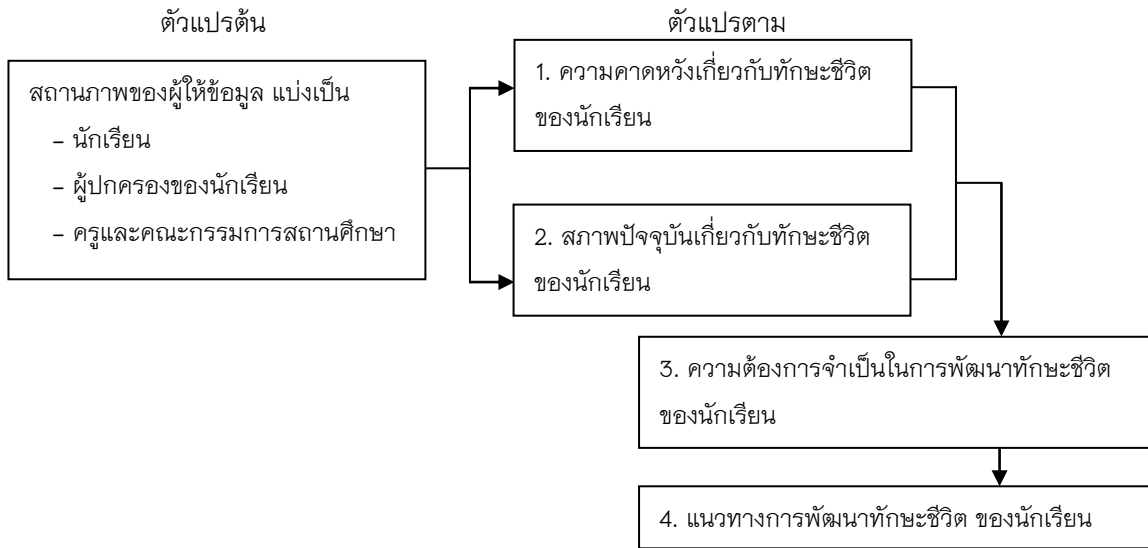 ตัวแปรต้น
ตัวแปรตาม
สถานภาพของผู้ให้ข้อมูล แบ่งเป็น
– นักเรียน
– ผู้ปกครองของนักเรียน
– ครูและคณะกรรมการสถานศึกษา
1. ความคาดหวังเกี่ยวกับทักษะชีวิต
ของนักเรียน
2. สภาพปัจจุบันเกี่ยวกับทักษะชีวิต
ของนักเรียน
3. ความต้องการจำเป็นในการพัฒนาทักษะชีวิต
ของนักเรียน
4. แนวทางการพัฒนาทักษะชีวิต ของนักเรียน